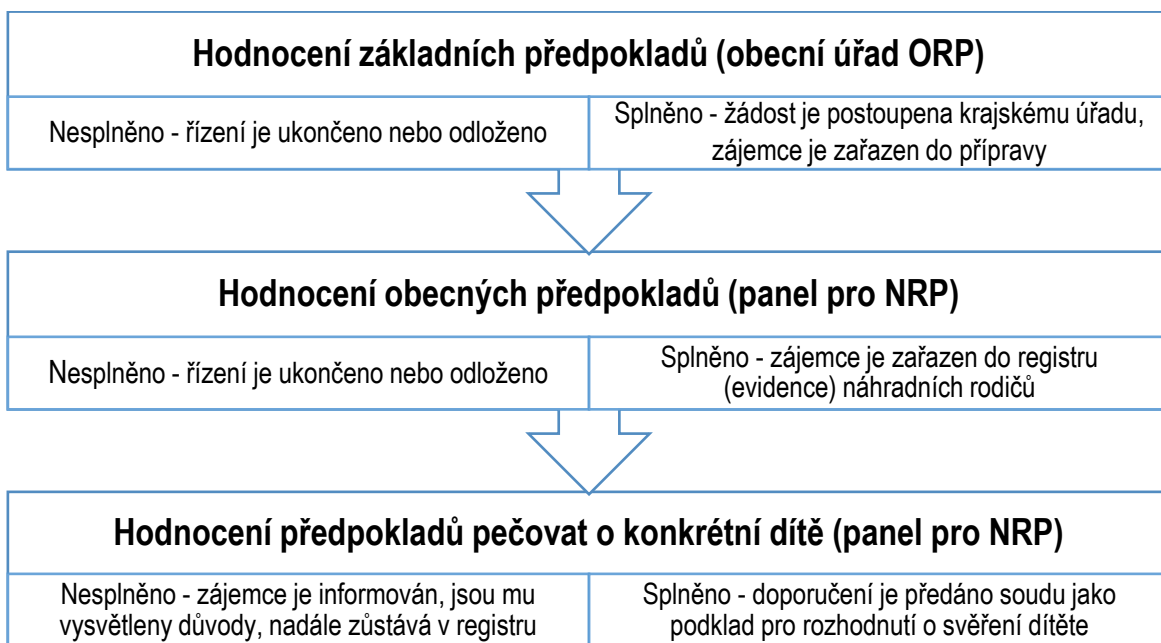 Hodnocení základních předpokladů (obecní úřad ORP)
Nesplněno - řízení je ukončeno nebo odloženo
Splněno - žádost je postoupena krajskému úřadu,
zájemce je zařazen do přípravy
Hodnocení obecných předpokladů (panel pro NRP)
Nesplněno - řízení je ukončeno nebo odloženo
Splněno - zájemce je zařazen do registru
(evidence) náhradních rodičů
Hodnocení předpokladů pečovat o konkrétní dítě (panel pro NRP)
Nesplněno - zájemce je informován, jsou mu
vysvětleny důvody, nadále zůstává v registru
Splněno - doporučení je předáno soudu jako
podklad pro rozhodnutí o svěření dítěte